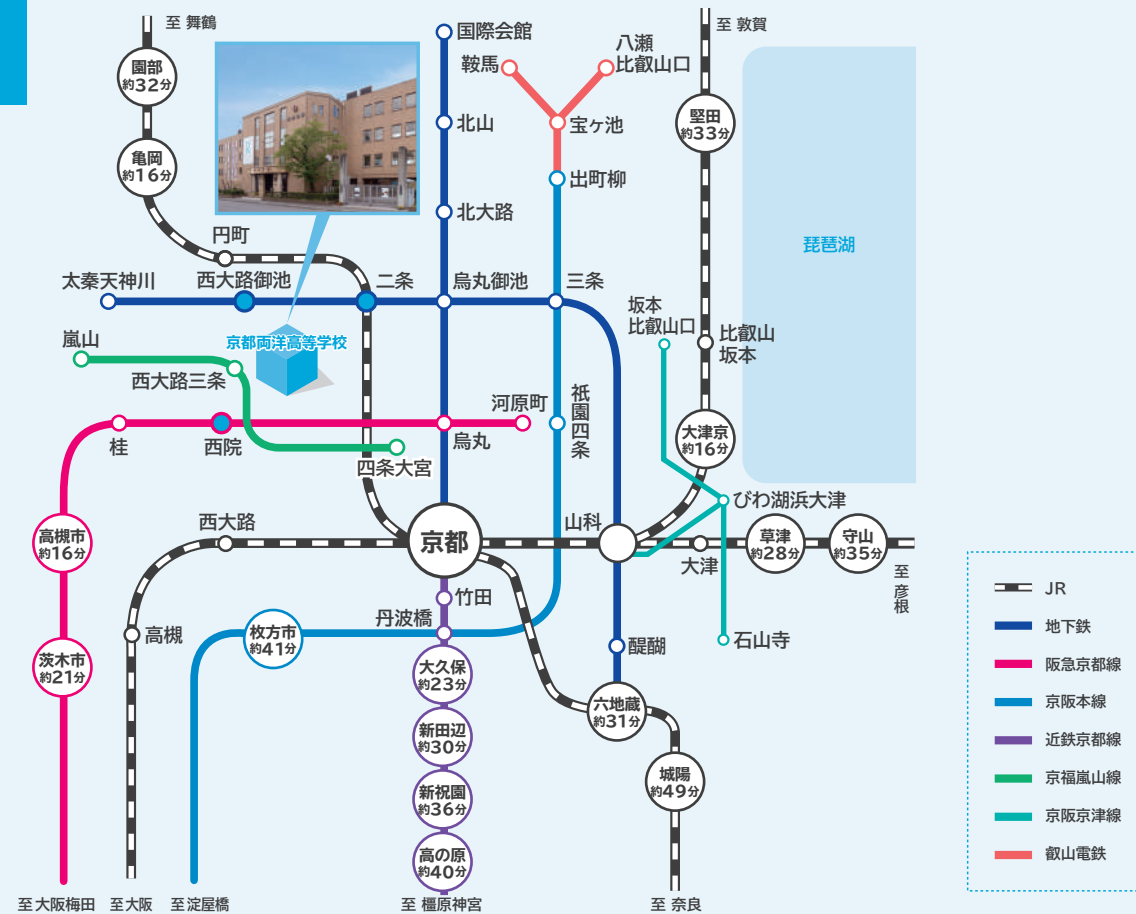 至 舞鶴
園部
約32分
亀岡
約16分
円町
国際会館
北山
北大路
鞍馬
八瀬
比叡山口
宝ヶ池
出町柳
至 敦賀
堅田
約33分
琵琶湖
太秦天神川
西大路御池
二条
烏丸御池
三条
坂本
比叡山口
比叡山
坂本
京都両洋高等学校
嵐山
西大路三条
四条大宮
桂
西院
烏丸
河原町
祇園四条
大津京
約16分
びわ湖浜大津
高槻市
約16分
西大路
京都
山科
大津
草津
約28分
守山
約35分
至 彦根
石山寺
竹田
丹波橋
高槻
枚方市
約41分
茨木市
約21分
醍醐
大久保
約23分
新田辺
約30分
新祝園
約36分
高の原
約40分
六地蔵
約31分
城陽
約49分
至 大阪梅田
至 大阪
至 淀屋橋
至 橿原神宮
至 奈良
JR
地下鉄
阪急京都線
京阪本線
近鉄京都線
京福嵐山線
京阪京津線
叡山電鉄